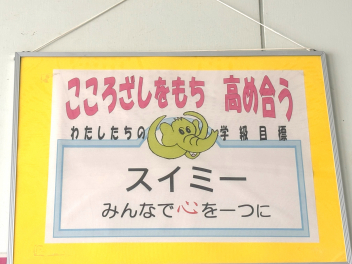 こころざしをもち 高め合う
わたしたちの 学級目標
スイミー
みんなで心を一つに